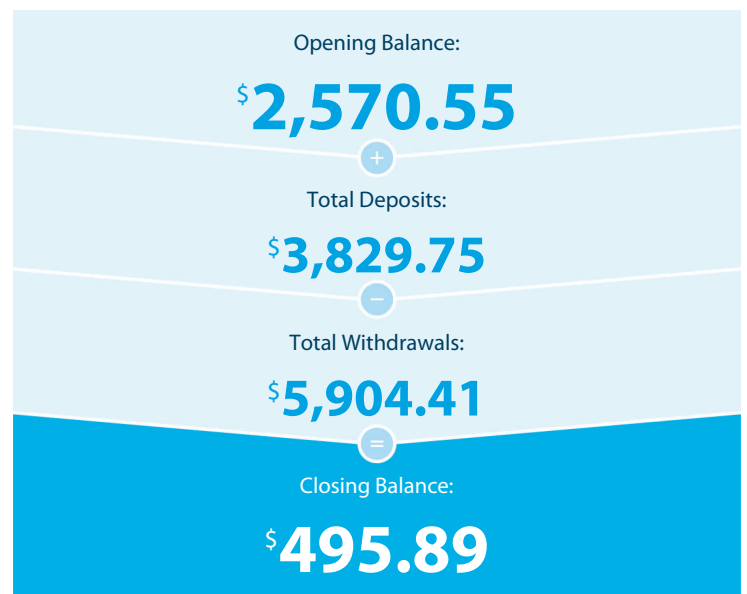 Opening Balance:
$2,570.55
+
Total Deposits:
$3,829.75
−
Total Withdrawals:
$5,904.41
=
Closing Balance:
$495.89